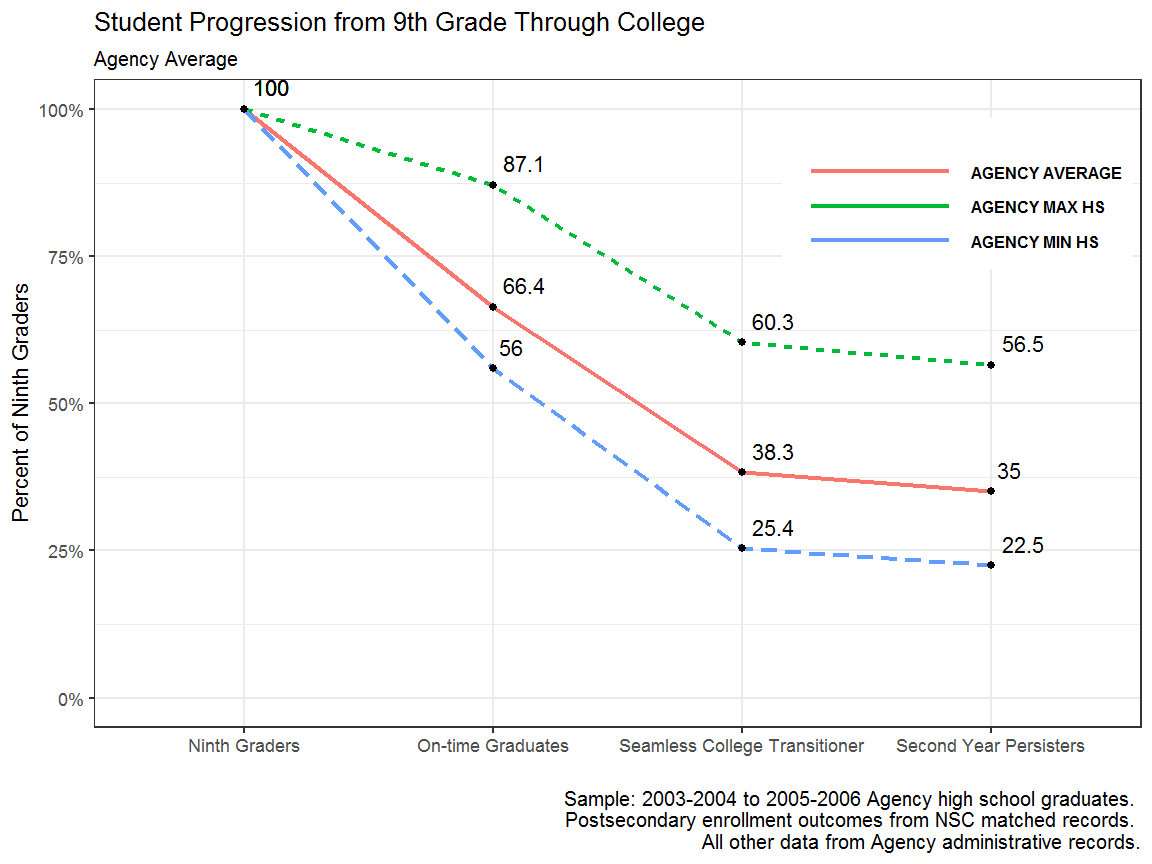 Student Progression from 9th Grade Through College
Agency Average
Percent of Ninth Graders
100%
75%
50%
25%
0%
100
87.1
66.4
56
60.3
38.3
25.4
56.5
35
22.5
AGENCY AVERAGE
AGENCY MAX HS
AGENCY MIN HS
Ninth Graders
On-time Graduates
Seamless College Transitioner
Second Year Persisters
Sample: 2003-2004 to 2005-2006 Agency high school graduates.
Postsecondary enrollment outcomes from NSC matched records.
All other data from Agency administrative records.